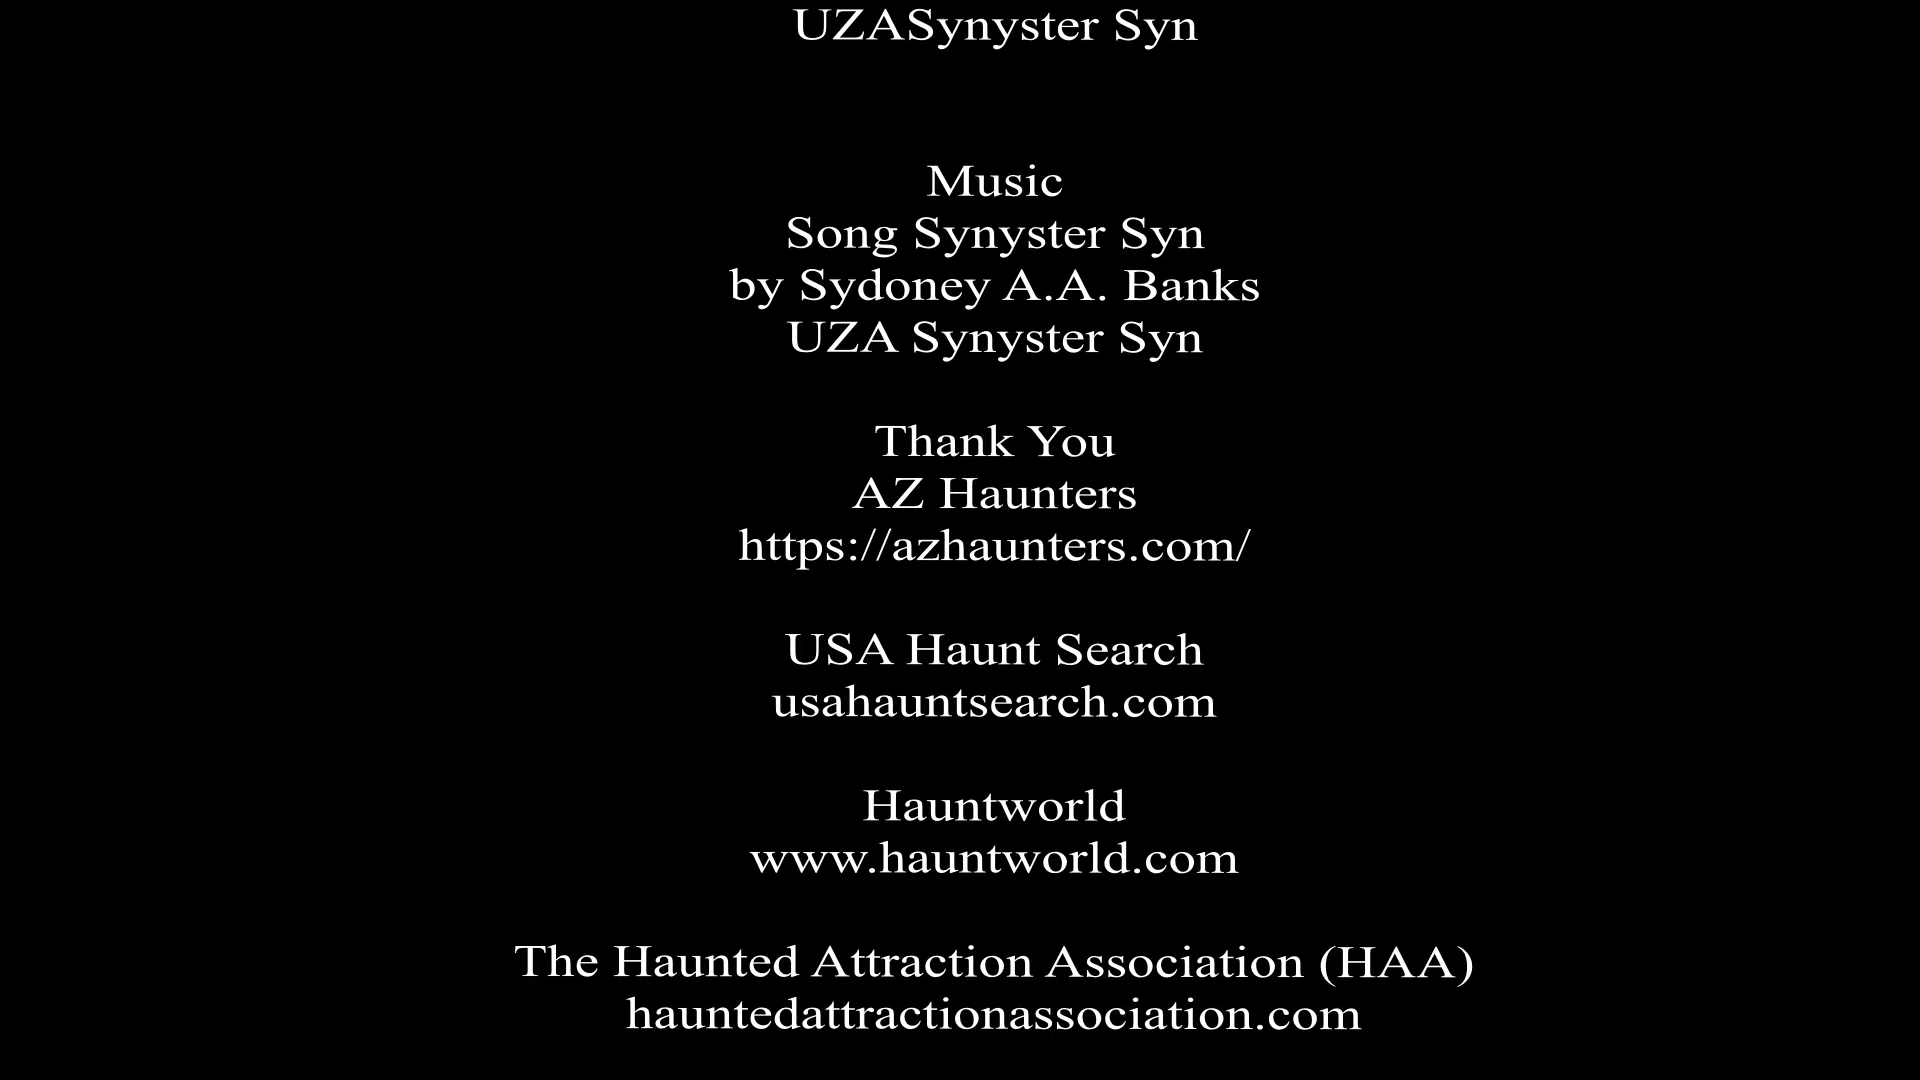 UZASynyster Syn
Music
Song Synyster Syn
by Sydoney A.A. Banks
UZA Synyster Syn
Thank You
AZ Haunters
https://azhaunters.com/
USA Haunt Search
usahauntsearch.com
Hauntworld
www.hauntworld.com
The Haunted Attraction Association (HAA)
hauntedattractionassociation.com